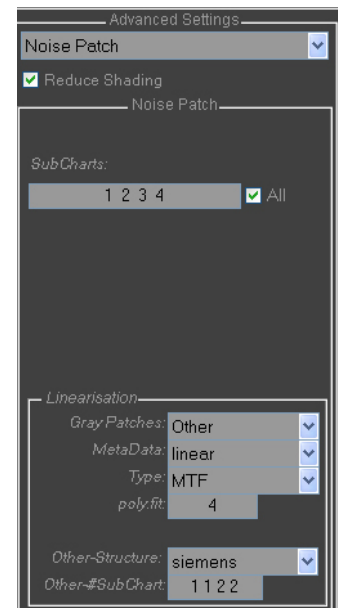 Advanced Settings
Noise Patch
Reduce Shading
Noise Patch
SubCharts:
1 2 3 4 All
Linearisation
Gray Patches: Other
MetaData: linear
Type: MTF
poly.fit: 4
Other-Structure: siemens
Other-#SubChart: 1 1 2 2